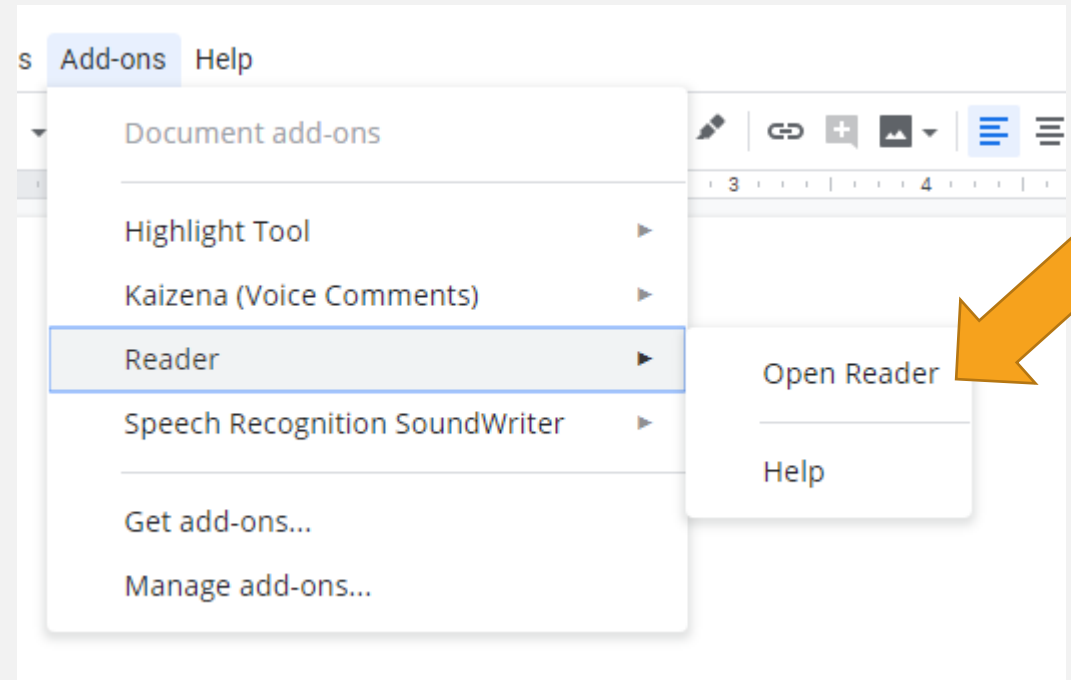 s Add-ons Help
Document add-ons
3 4
Highlight Tool
Kaizena (Voice Comments)
Reader
Open Reader
Speech Recognition SoundWriter
Help
Get add-ons...
Manage add-ons...